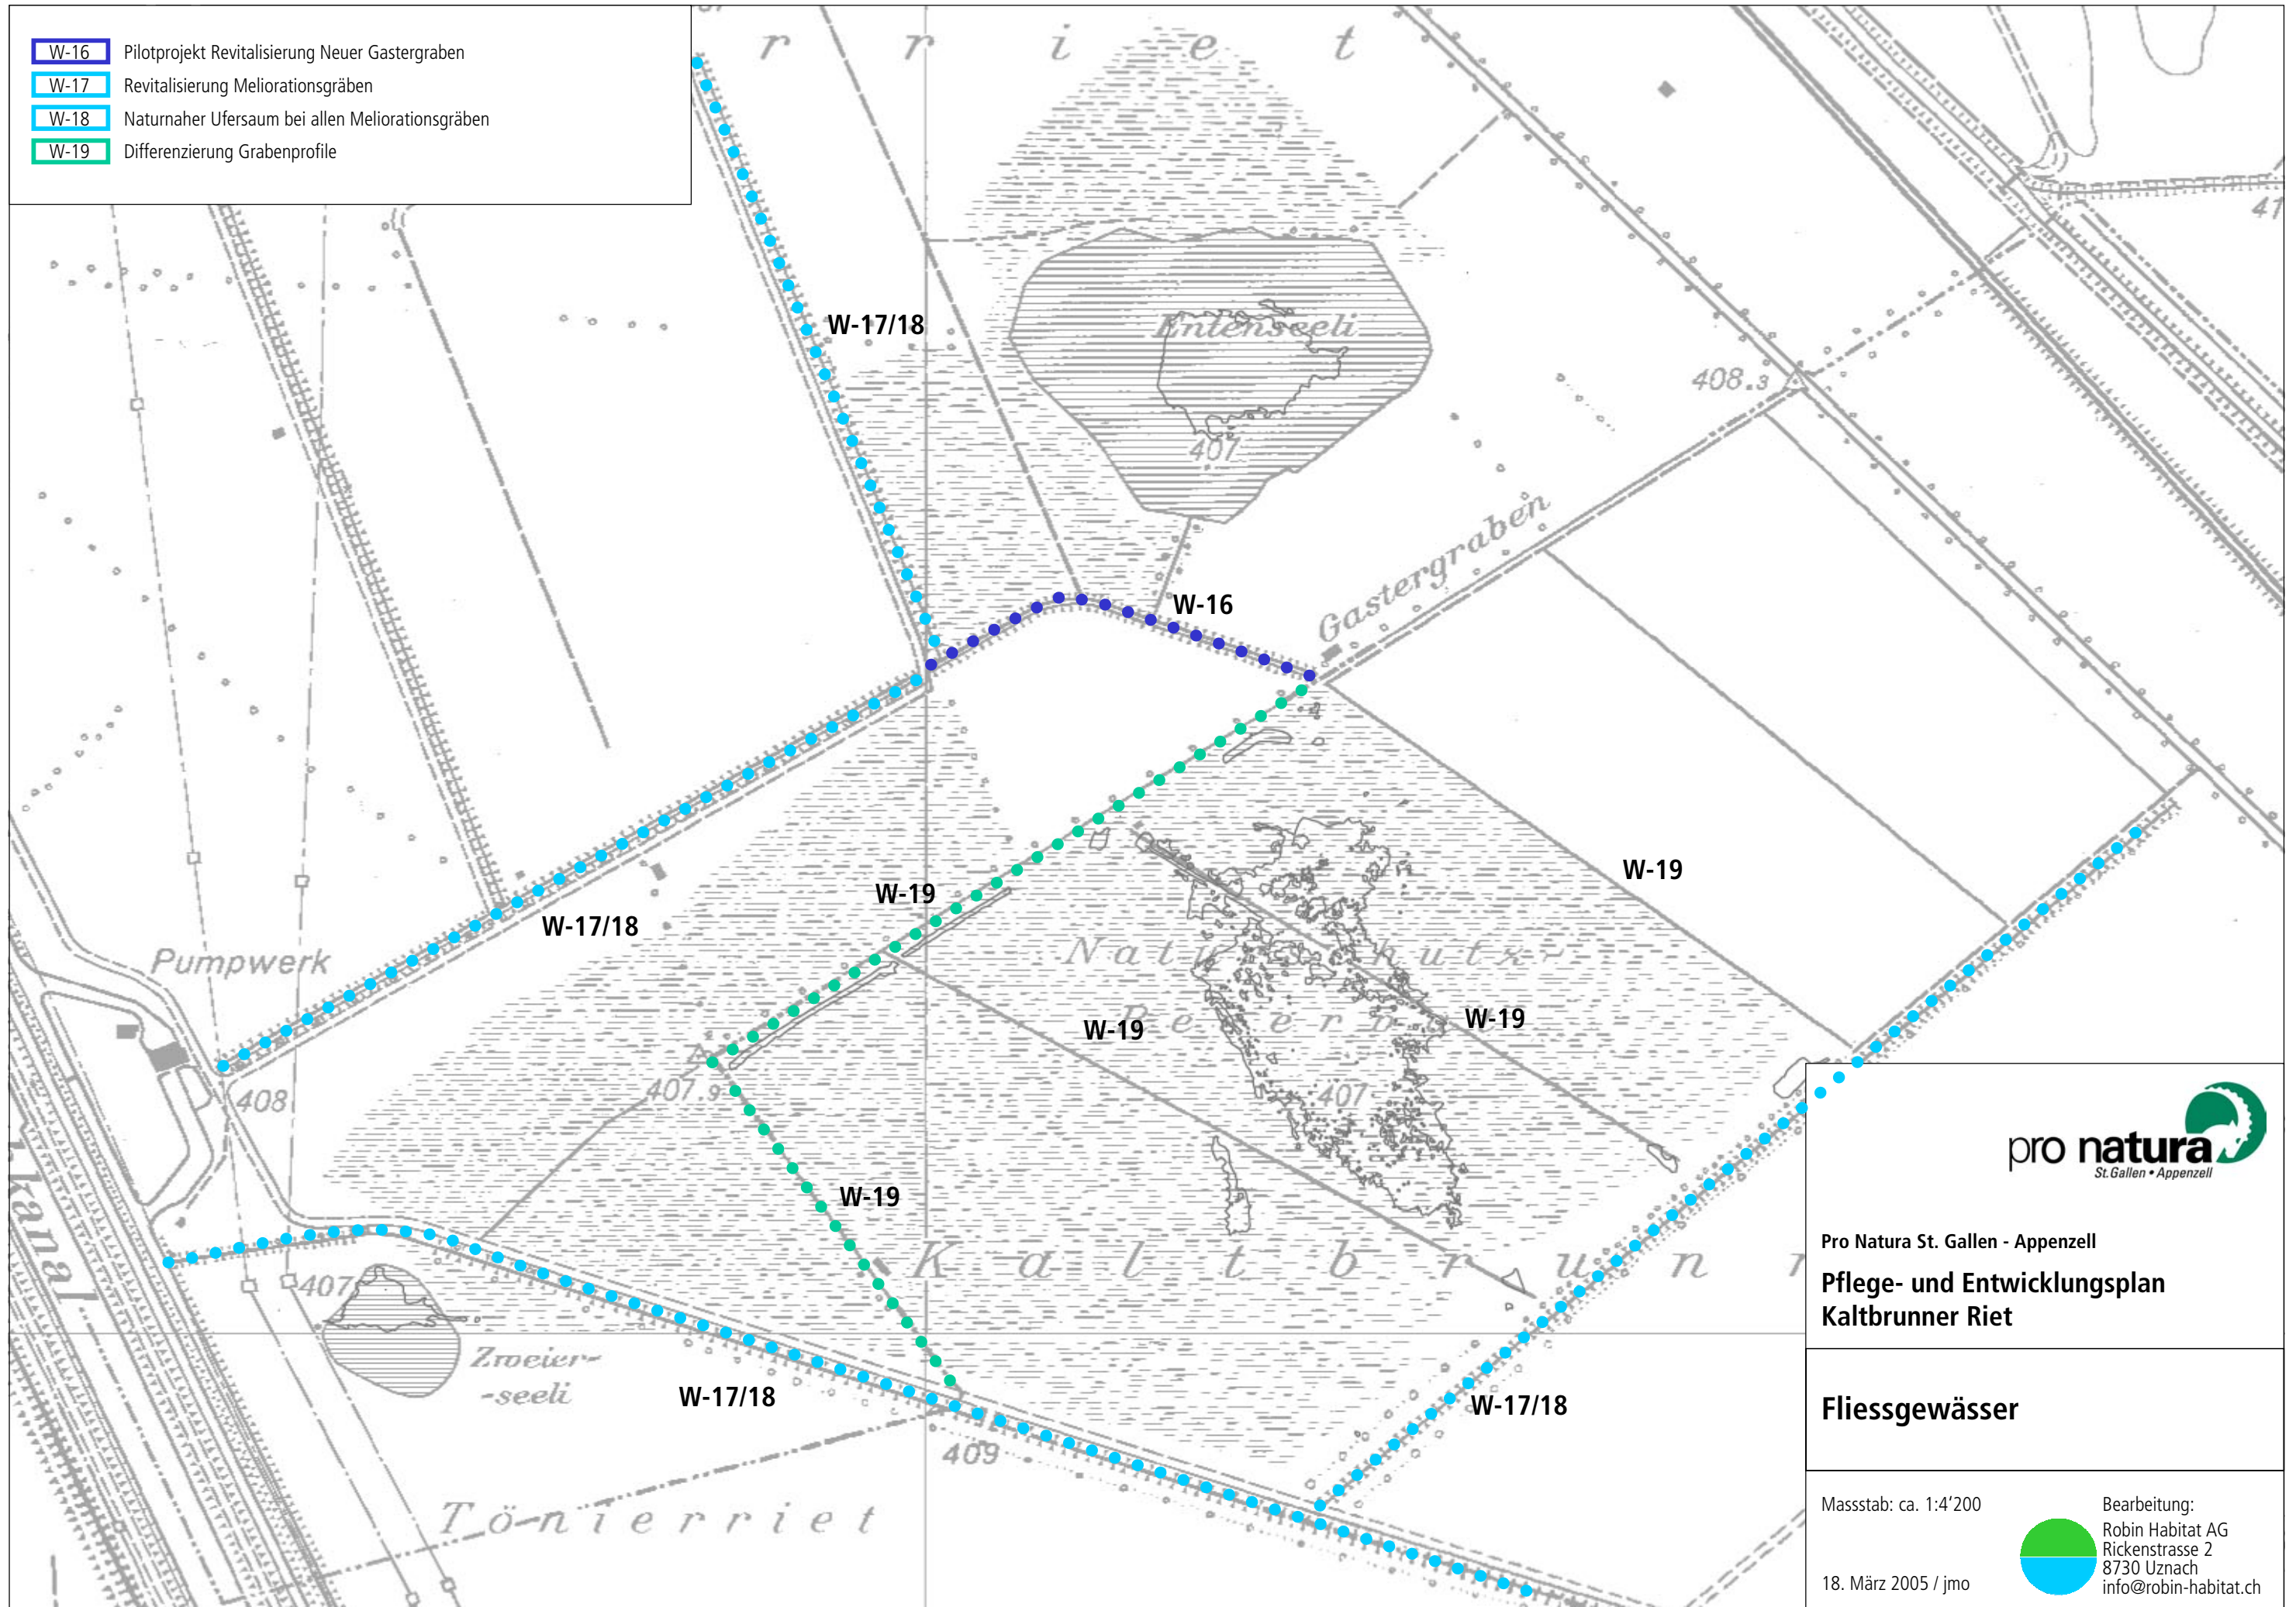 W-16 Pilotprojekt Revitalisierung Neuer Gastergraben
W-17 Revitalisierung Meliorationsgräben
W-18 Naturnaher Ufersaum bei allen Meliorationsgräben
W-19 Differenzierung Grabenprofile
r r i e t
41
W-17/18
Entenseeli
408.3
407
Gastergraben
W-16
W-19
W-19
W-17/18
Pumpwerk
W-19
W-19
407.9
407
408
W-19
kanal
K a l t b r u n
407
Zweier-
-seeli
W-17/18
W-17/18
409
Tönierriet
pro natura
St.Gallen • Appenzell
Pro Natura St. Gallen - Appenzell
Pflege- und Entwicklungsplan
Kaltbrunner Riet
Fliessgewässer
Massstab: ca. 1:4'200
18. März 2005 / jmo
Bearbeitung:
Robin Habitat AG
Rickenstrasse 2
8730 Uznach
info@robin-habitat.ch